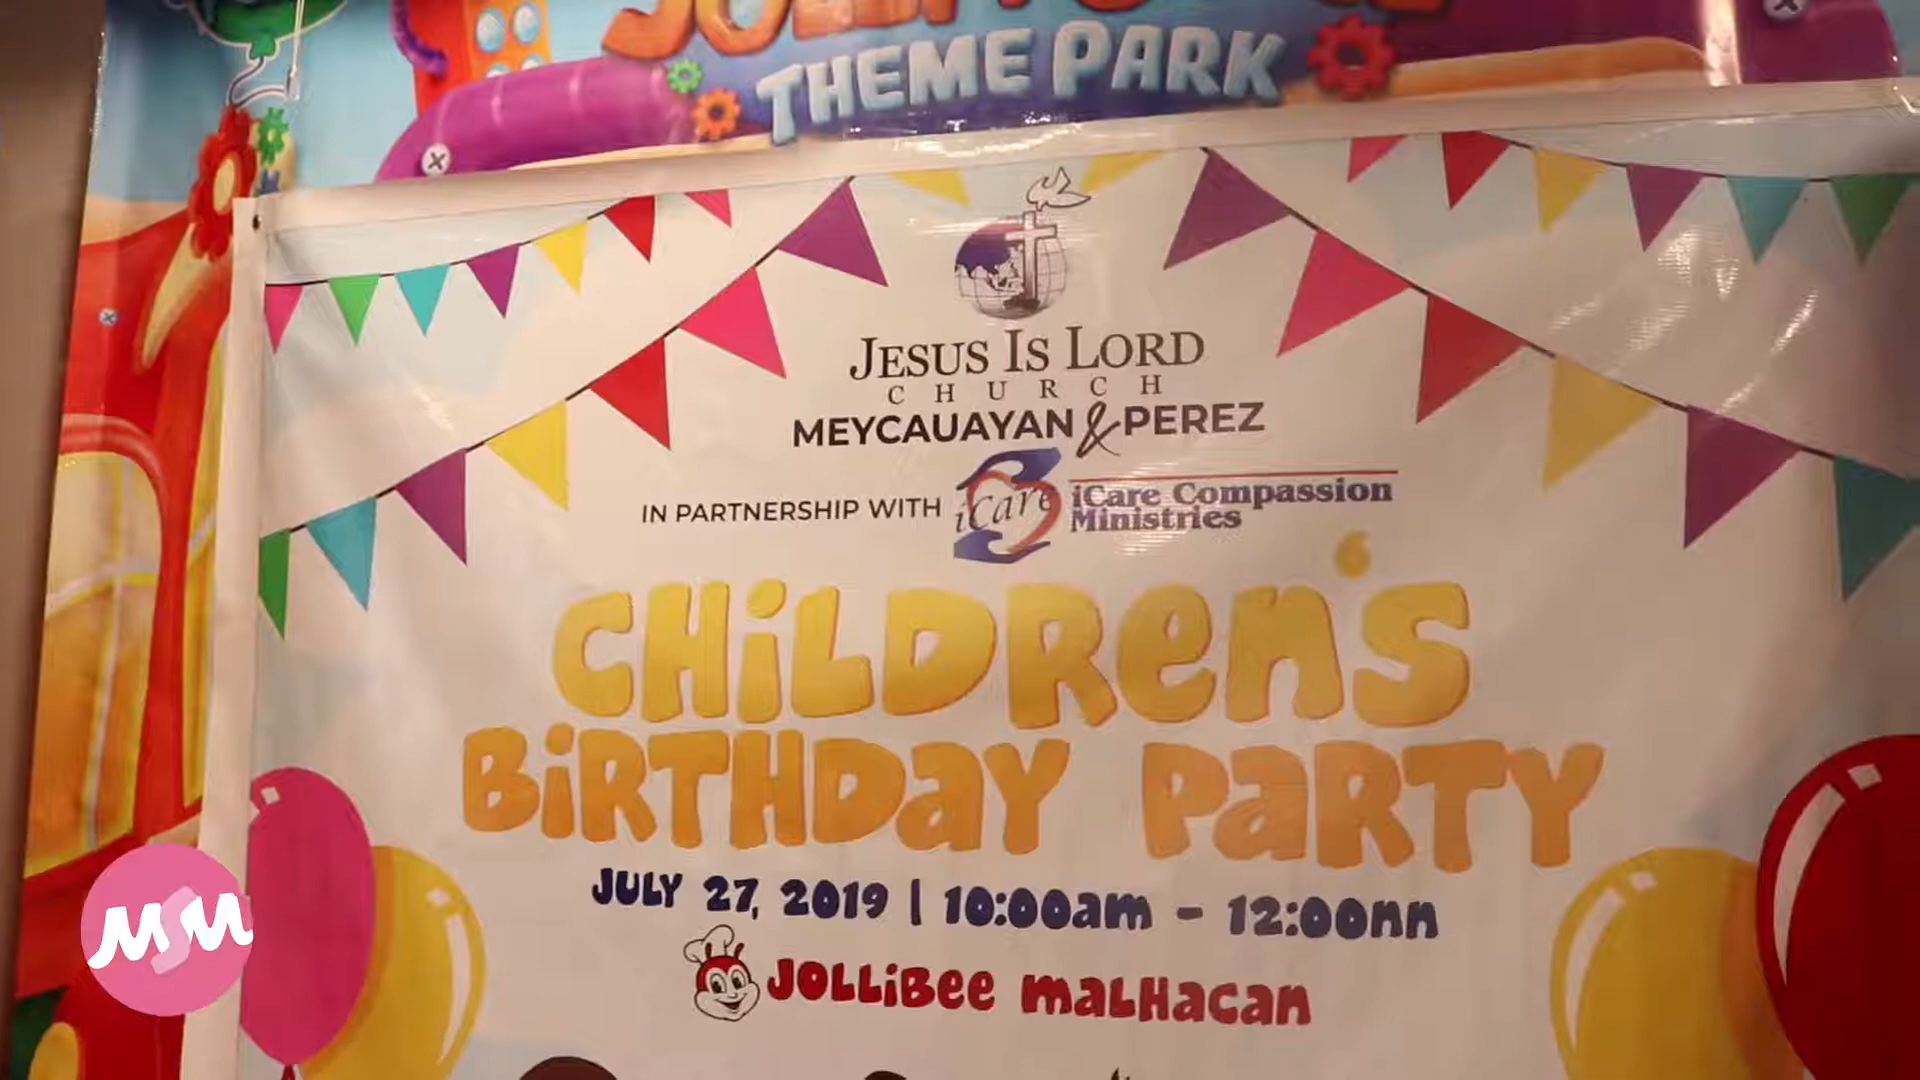 THEME PARK
JESUS IS LORD
CHURCH
MEYCAUAYAN & PEREZ
IN PARTNERSHIP WITH iCare iCare Compassion
Ministries
CHiLDRen's
BiRTHDay PaRTY
JULY 27, 2019 | 10:00am - 12:00nn
JOLLiBee maLHacan
MSM